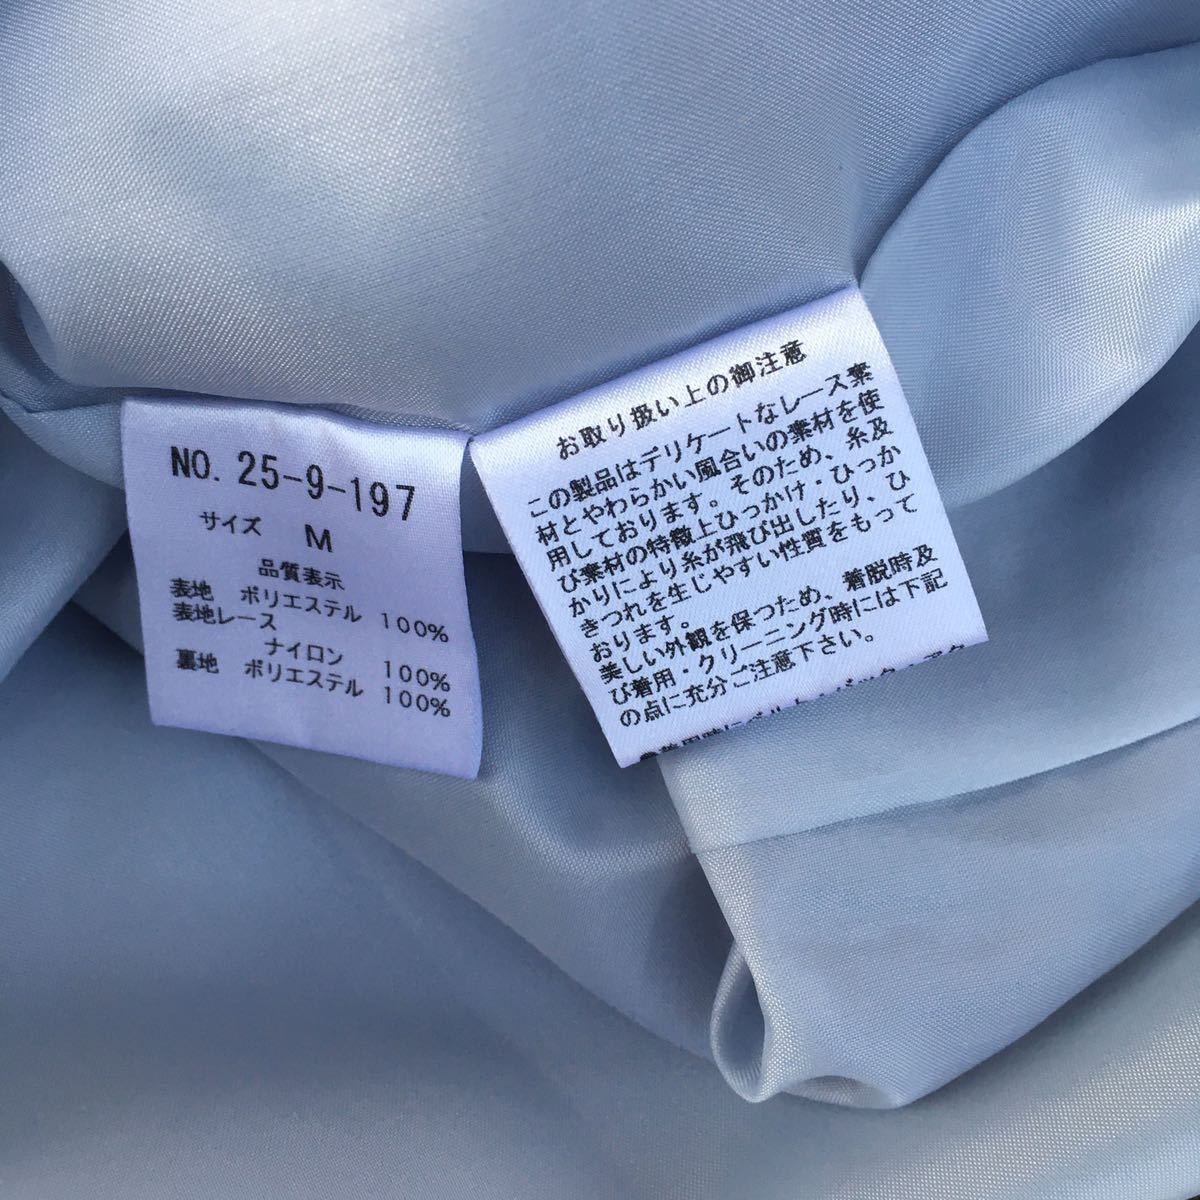 NO. 25-9-197
サイズ M
品質表示
表地 ポリエステル 100%
表地レース
ナイロン 100%
裏地 ポリエステル 100%
お取り扱い上の御注意
この製品はデリケートなレース素
材とやわらかい風合いの素材を使
用しております。そのため、糸及
び素材の特徴上ひっかけ・ひっか
かりにより糸が飛び出したり、ひ
きつれを生じやすい性質をもって
おります。
美しい外観を保つため、着脱時及
び着用・クリーニング時には下記
の点に充分ご注意下さい。